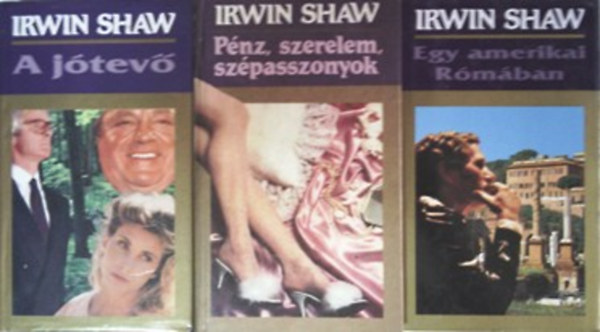 IRWIN SHAW
A jótevő
IRWIN SHAW
Pénz, szerelem,
szépasszonyok
IRWIN SHAW
Egy amerikai
Rómában